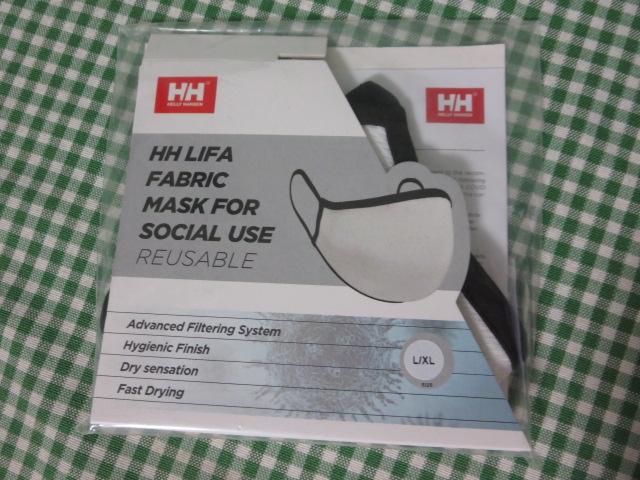 HH
HELLY HANSEN
HH
HELLY HANSEN
HH LIFA
FABRIC
MASK FOR
SOCIAL USE
REUSABLE
Advanced Filtering System
Hygienic Finish
Dry sensation
Fast Drying
L/XL
SIZE